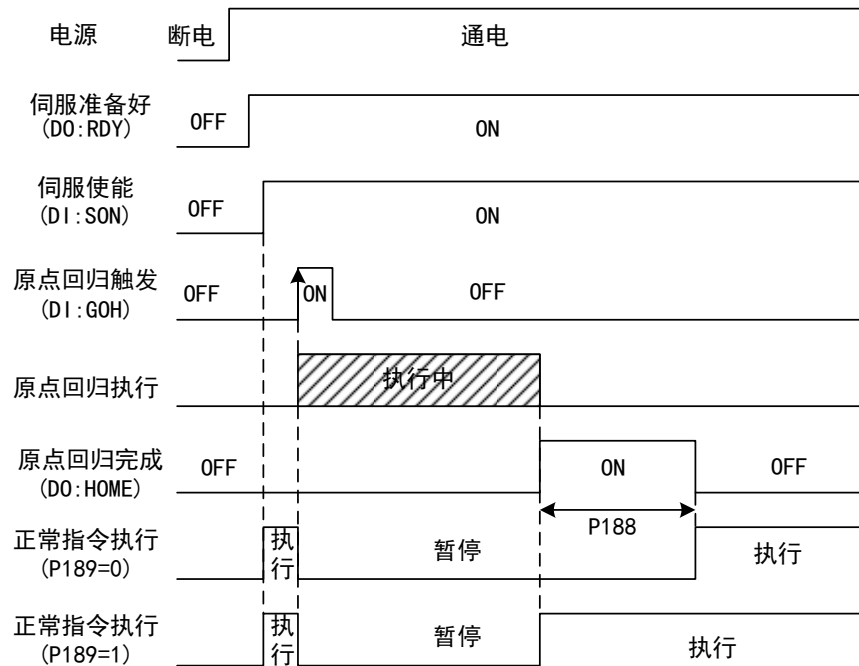 电源 断电 通电
伺服准备好
(DO:RDY) OFF ON
伺服使能
(DI:SON) OFF ON
原点回归触发
(DI:GOH) OFF ON OFF
原点回归执行 执行中
原点回归完成
(DO:HOME) OFF ON OFF
P188
正常指令执行
(P189=0) 执行 暂停 执行
正常指令执行
(P189=1) 执行 暂停 执行